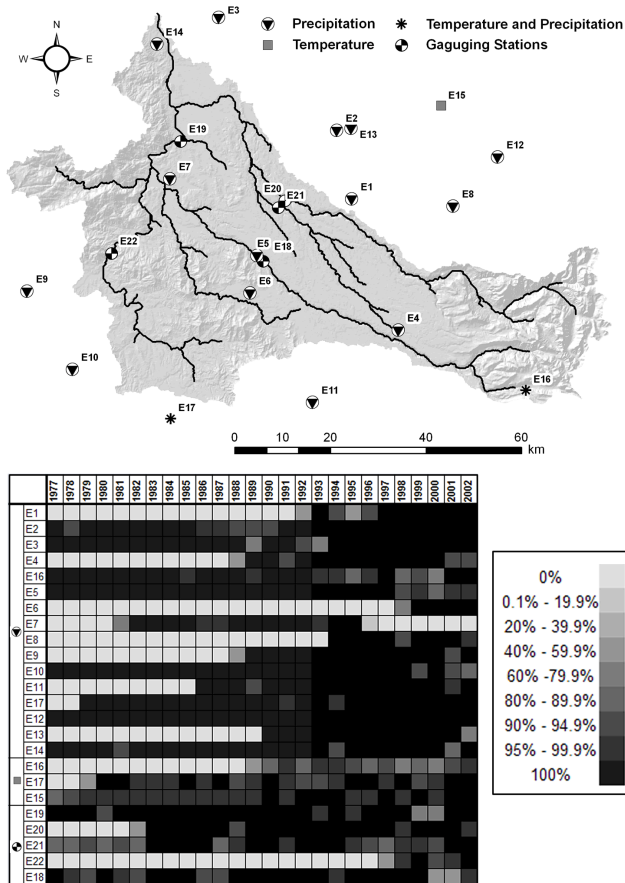 E3
Precipitation
Temperature and Precipitation
Temperature
Gaguging Stations
N
W
E
S
E14
E15
E2
E13
E19
E12
E7
E20
E21
E1
E8
E22
E5
E18
E6
E9
E4
E10
E16
E17
E11
0 20 40 60
km
1977 1978 1979 1980 1981 1982 1983 1984 1985 1986 1987 1988 1989 1990 1991 1992 1993 1994 1995 1996 1997 1998 1999 2000 2001 2002
E1
E2
E3
E4
E16
E5
E6
E7
E8
E9
E10
E11
E17
E12
E13
E14
E16
E17
E15
E19
E20
E21
E22
E18
0%
0.1% - 19.9%
20% - 39.9%
40% - 59.9%
60% -79.9%
80% - 89.9%
90% - 94.9%
95% - 99.9%
100%